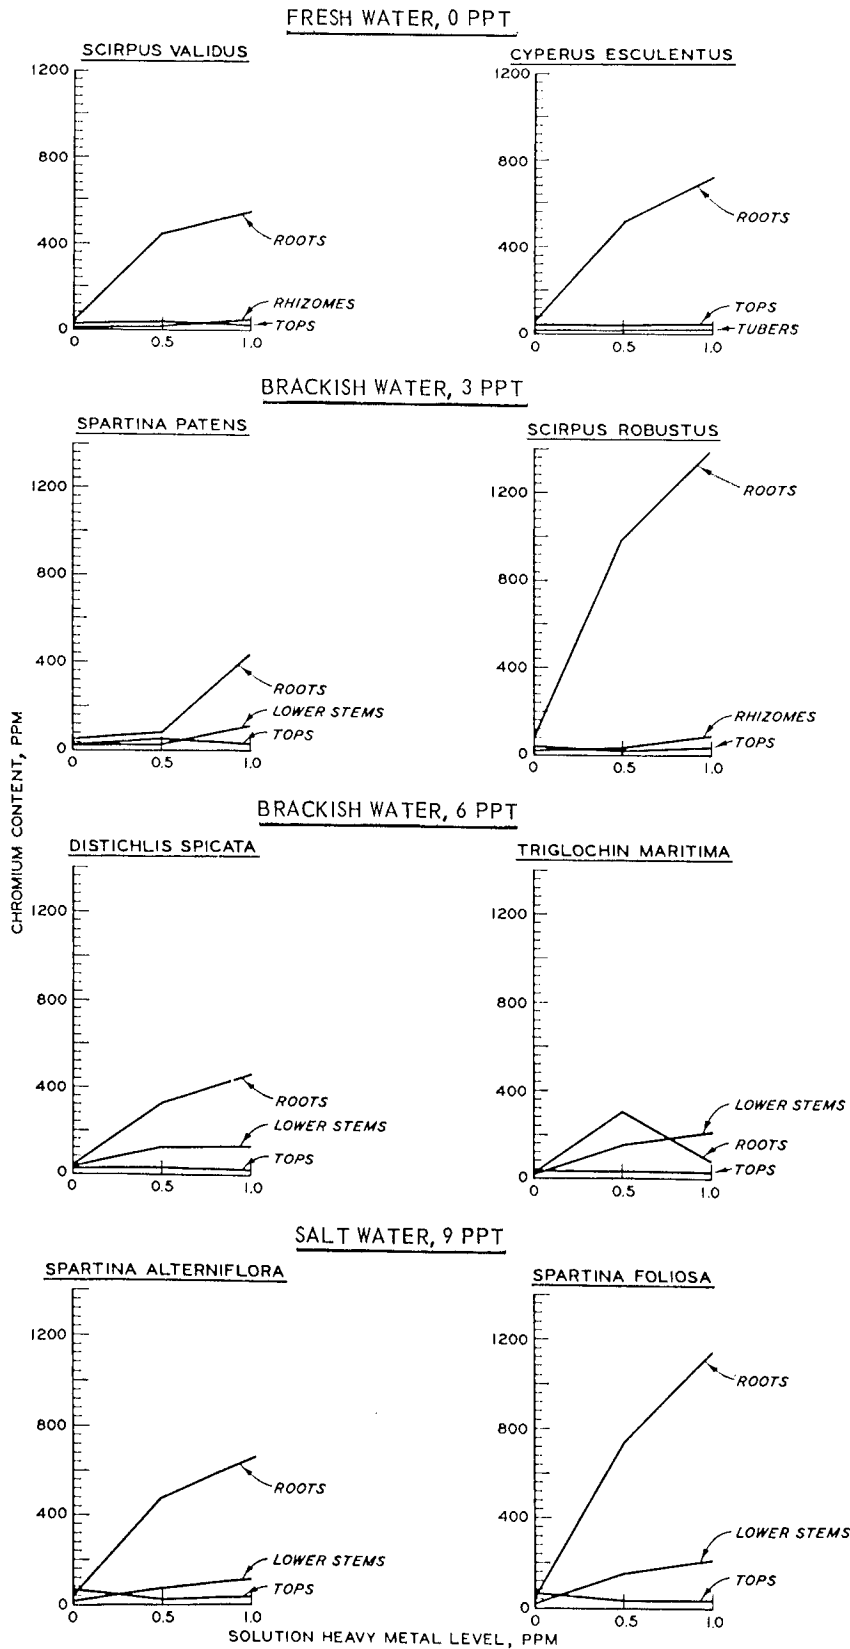 FRESH WATER, 0 PPT
SCIRPUS VALIDUS
1200
800
400
0
0
0.5
1.0
ROOTS
RHIZOMES
TOPS
CYPERUS ESCULENTUS
1200
800
400
0
0
0.5
1.0
ROOTS
TOPS
TUBERS
BRACKISH WATER, 3 PPT
SPARTINA PATENS
1200
800
400
0
0
0.5
1.0
ROOTS
LOWER STEMS
TOPS
SCIRPUS ROBUSTUS
1200
800
400
0
0
0.5
1.0
ROOTS
RHIZOMES
TOPS
CHROMIUM CONTENT, PPM
BRACKISH WATER, 6 PPT
DISTICHLIS SPICATA
1200
800
400
0
0
0.5
1.0
ROOTS
LOWER STEMS
TOPS
TRIGLOCHIN MARITIMA
1200
800
400
0
0
0.5
1.0
LOWER STEMS
ROOTS
TOPS
SALT WATER, 9 PPT
SPARTINA ALTERNIFLORA
1200
800
400
0
0
0.5
1.0
ROOTS
LOWER STEMS
TOPS
SPARTINA FOLIOSA
1200
800
400
0
0
0.5
1.0
ROOTS
LOWER STEMS
TOPS
SOLUTION HEAVY METAL LEVEL, PPM